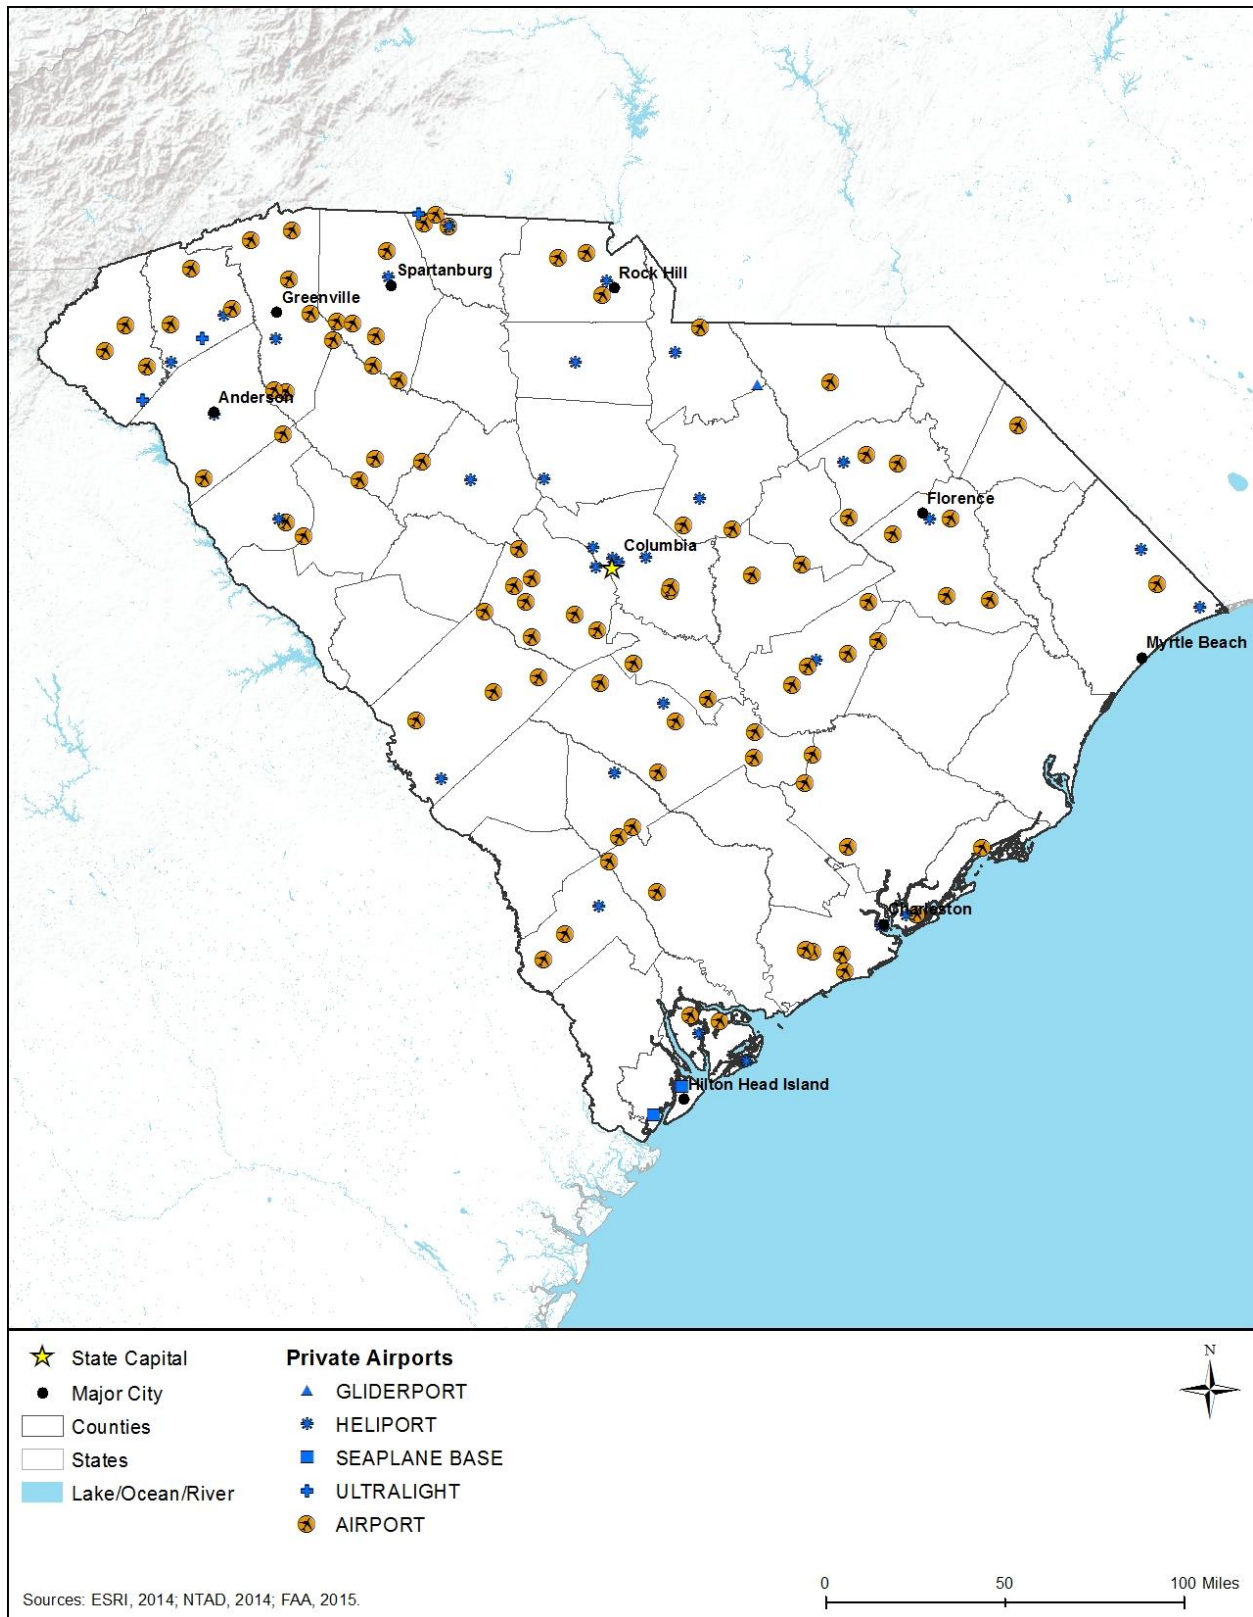 Spartanburg
Rock Hill
Greenville
Anderson
Florence
Columbia
Myrtle Beach
Charleston
Hilton Head Island
State Capital
Major City
Counties
States
Lake/Ocean/River
Private Airports
GLIDERPORT
HELIPORT
SEAPLANE BASE
ULTRALIGHT
AIRPORT
N
Sources: ESRI, 2014; NTAD, 2014; FAA, 2015.
0 50 100 Miles